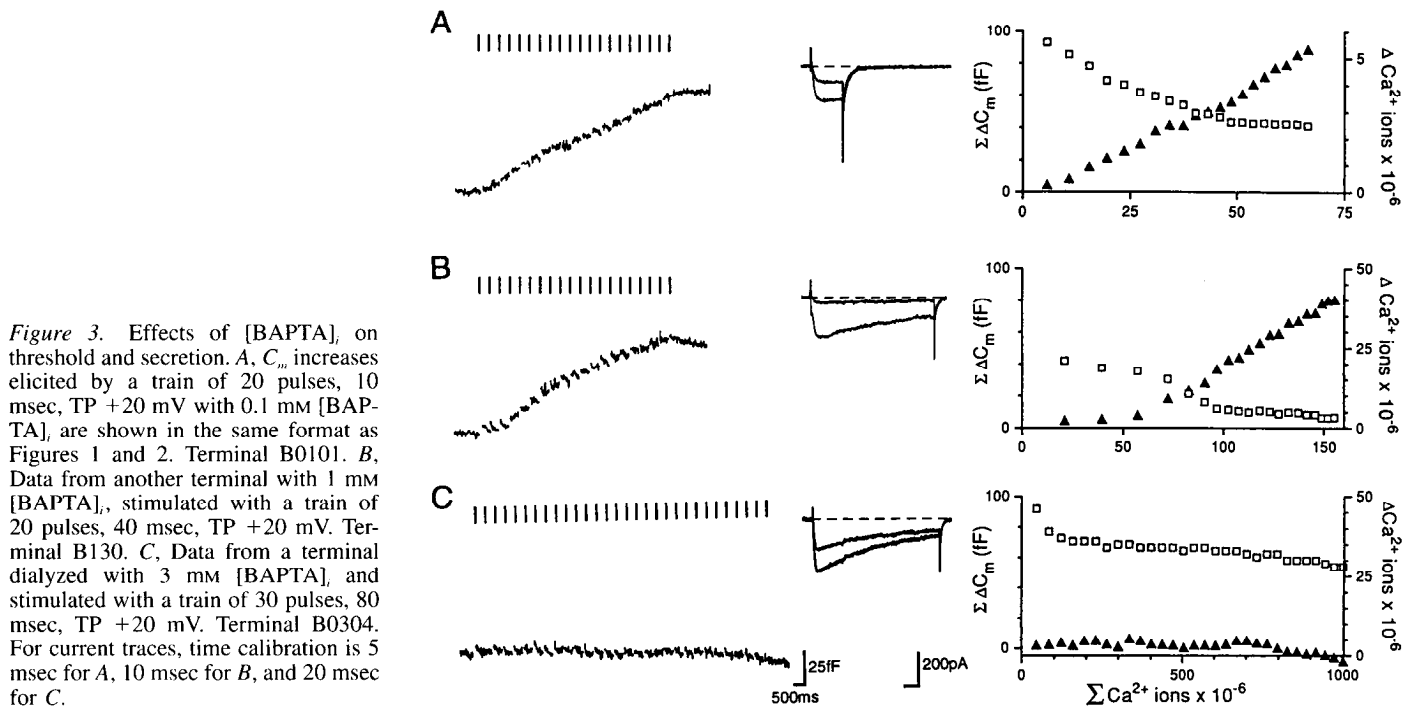 Figure 3. Effects of [BAPTA]i on
threshold and secretion. A, Cm increases
elicited by a train of 20 pulses, 10
msec, TP +20 mV with 0.1 mM [BAP-
TA]i are shown in the same format as
Figures 1 and 2. Terminal B0101. B,
Data from another terminal with 1 mM
[BAPTA]i, stimulated with a train of
20 pulses, 40 msec, TP +20 mV. Ter-
minal B130. C, Data from a terminal
dialyzed with 3 mM [BAPTA]i and
stimulated with a train of 30 pulses, 80
msec, TP +20 mV. Terminal B0304.
For current traces, time calibration is 5
msec for A, 10 msec for B, and 20 msec
for C.
A
100
Σ ΔCm (fF)
0
5
0
Δ Ca2+ ions x 10-6
0 25 50 75
B
100
Σ ΔCm (fF)
0
50
25
0
Δ Ca2+ ions x 10-6
0 50 100 150
C
25fF
500ms
200pA
100
Σ ΔCm (fF)
0
50
25
0
ΔCa2+ ions x 10-6
0 500 1000
ΣCa2+ ions x 10-6